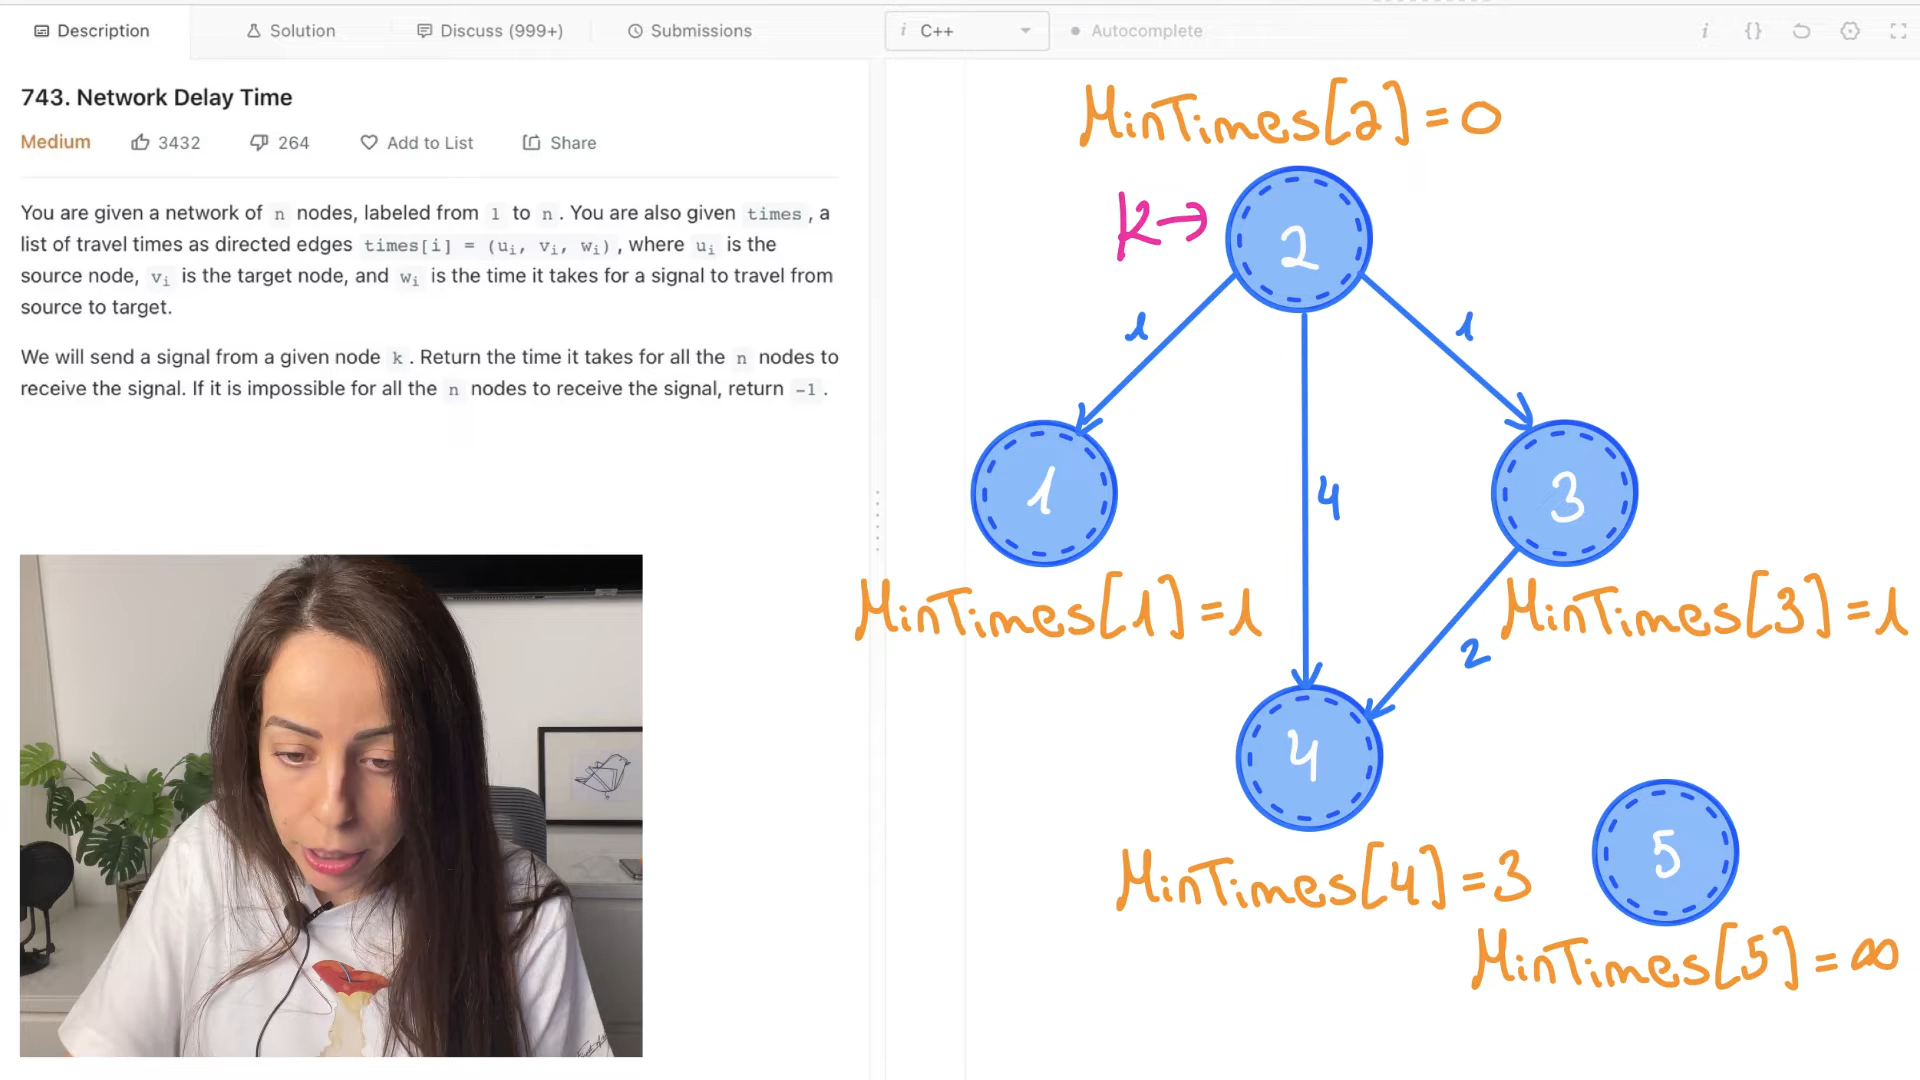 Description
Solution
Discuss (999+)
Submissions
i C++
Autocomplete
i {}
743. Network Delay Time
Medium 3432 264 Add to List Share
You are given a network of n nodes, labeled from 1 to n. You are also given times, a
list of travel times as directed edges times[i] = (ui, vi, wi), where ui is the
source node, vi is the target node, and wi is the time it takes for a signal to travel from
source to target.
We will send a signal from a given node k. Return the time it takes for all the n nodes to
receive the signal. If it is impossible for all the n nodes to receive the signal, return -1.
MinTimes[2] = 0
K→
2
1
1
1
4
3
MinTimes[1] = 1
MinTimes[3] = 1
2
4
MinTimes[4] = 3
5
MinTimes[5] = ∞